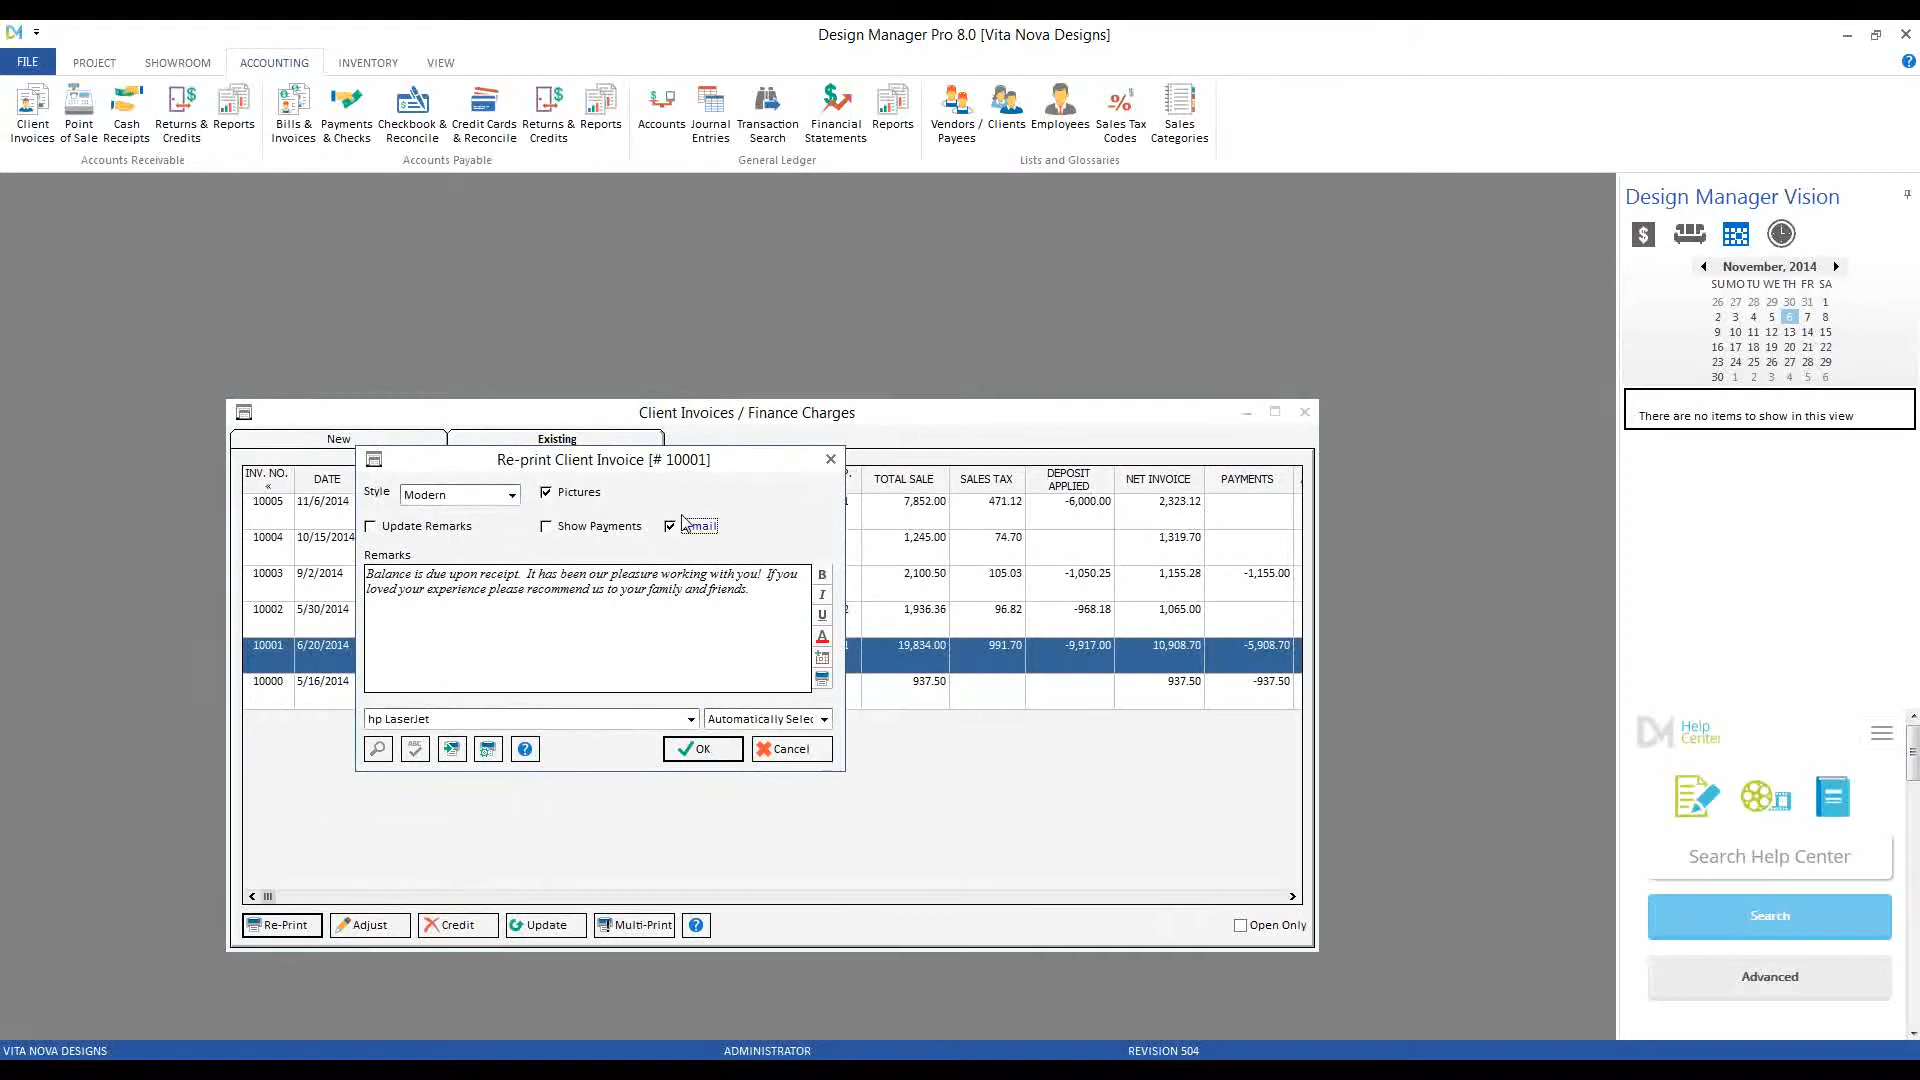 Design Manager Pro 8.0 [Vita Nova Designs]
FILE PROJECT SHOWROOM ACCOUNTING INVENTORY VIEW
Client Invoices Point of Sale Cash Receipts Returns & Credits Reports
Accounts Receivable
Bills & Invoices Payments & Checks Checkbook & Reconcile Credit Cards & Reconcile Returns & Credits Reports
Accounts Payable
Accounts Journal Entries Transaction Search Financial Statements Reports
General Ledger
Vendors / Payees Clients Employees Sales Tax Codes Sales Categories
Lists and Glossaries
Design Manager Vision
November, 2014
SU MO TU WE TH FR SA
26 27 28 29 30 31 1
2 3 4 5 6 7 8
9 10 11 12 13 14 15
16 17 18 19 20 21 22
23 24 25 26 27 28 29
30 1 2 3 4 5 6
There are no items to show in this view
Client Invoices / Finance Charges
New Existing
INV. NO. DATE TOTAL SALE SALES TAX DEPOSIT APPLIED NET INVOICE PAYMENTS
10005 11/6/2014 7,852.00 471.12 -6,000.00 2,323.12
10004 10/15/2014 1,245.00 74.70 1,319.70
10003 9/2/2014 2,100.50 105.03 -1,050.25 1,155.28 -1,155.00
10002 5/30/2014 1,936.36 96.82 -968.18 1,065.00
10001 6/20/2014 19,834.00 991.70 -9,917.00 10,908.70 -5,908.70
10000 5/16/2014 937.50 937.50 -937.50
Re-print Client Invoice [# 10001]
Style Modern Pictures
Update Remarks Show Payments
Remarks
Balance is due upon receipt. It has been our pleasure working with you! If you
loved your experience please recommend us to your family and friends.
B
I
U
A
hp LaserJet Automatically Selec
ABC OK Cancel
Re-Print Adjust Credit Update Multi-Print Open Only
DM Help Center
Search Help Center
Search
Advanced
VITA NOVA DESIGNS ADMINISTRATOR REVISION 504